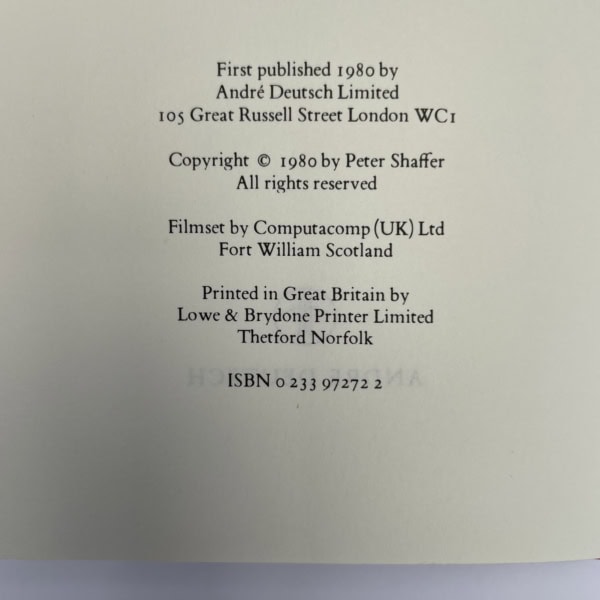 First published 1980 by
André Deutsch Limited
105 Great Russell Street London WC1
Copyright © 1980 by Peter Shaffer
All rights reserved
Filmset by Computacomp (UK) Ltd
Fort William Scotland
Printed in Great Britain by
Lowe & Brydone Printer Limited
Thetford Norfolk
ISBN 0 233 97272 2